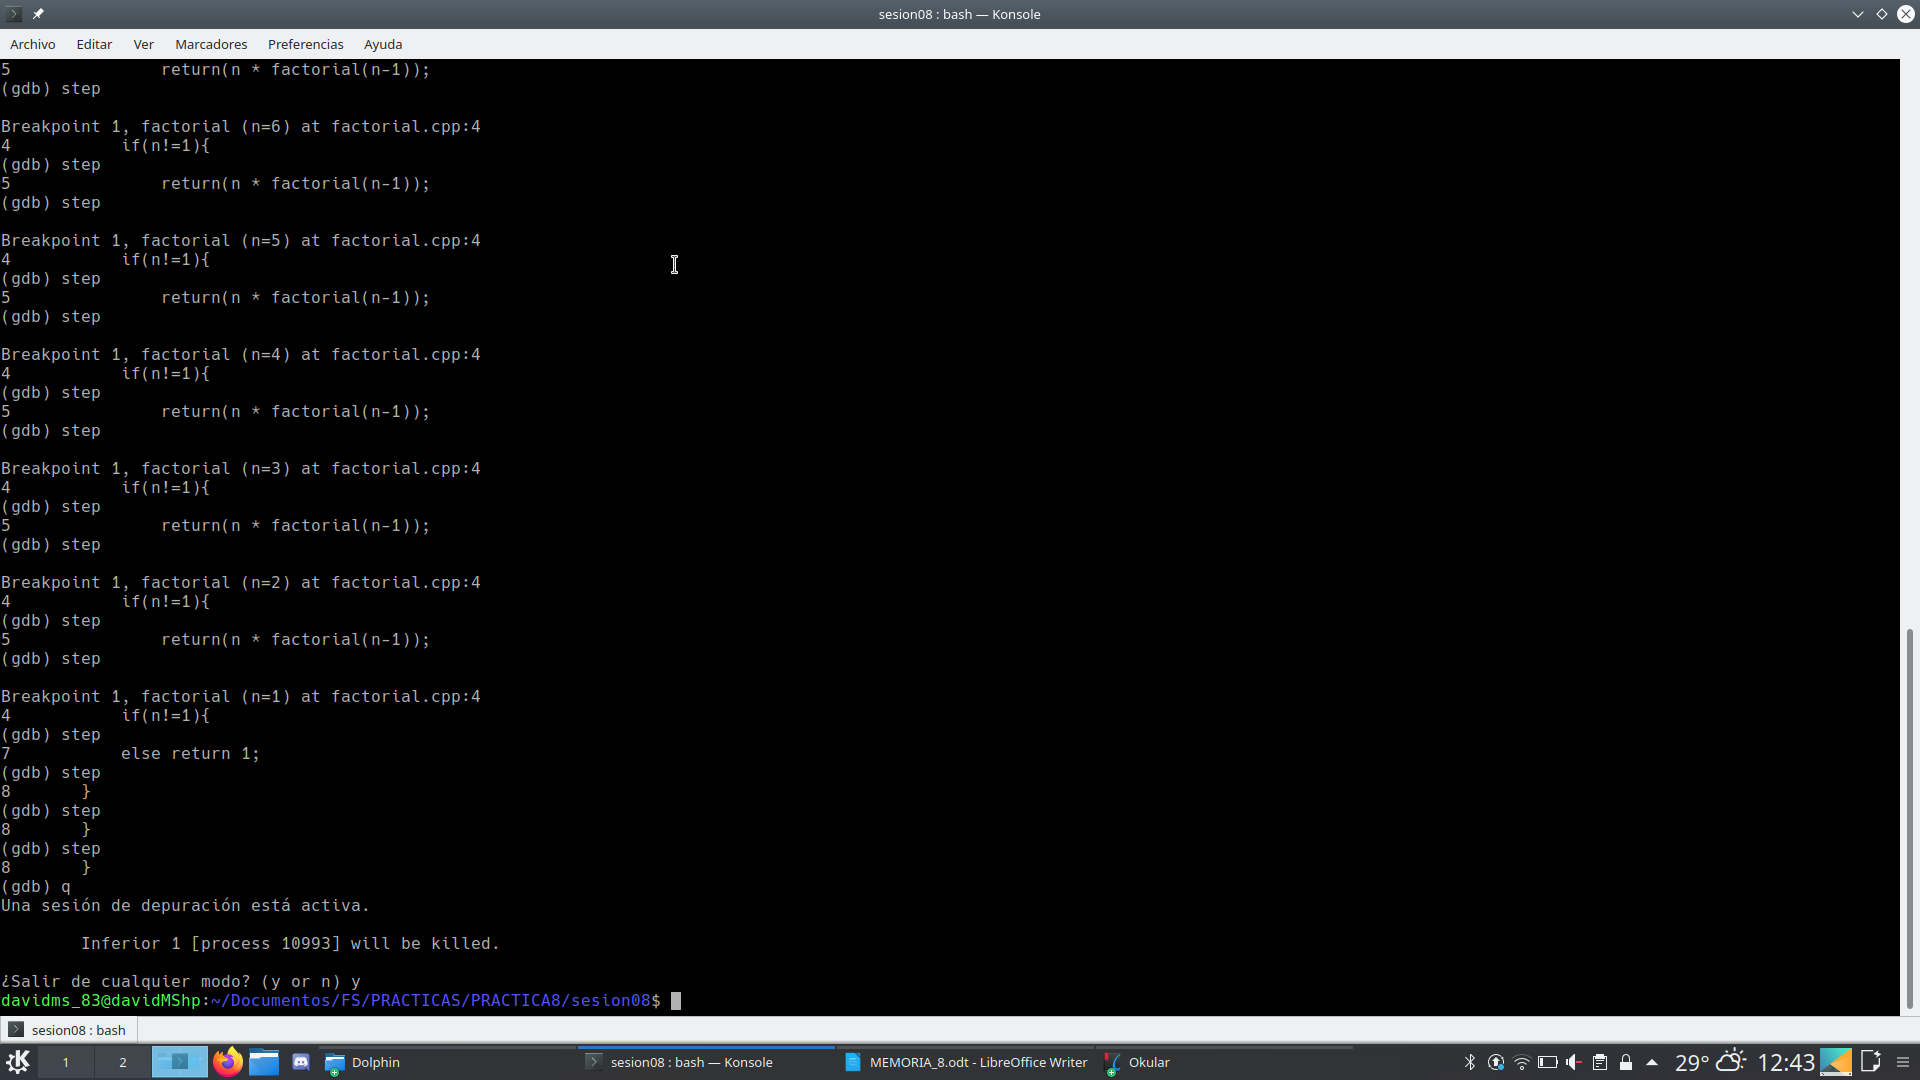 sesion08 : bash — Konsole
Archivo Editar Ver Marcadores Preferencias Ayuda
5               return(n * factorial(n-1));
(gdb) step
Breakpoint 1, factorial (n=6) at factorial.cpp:4
4           if(n!=1){
(gdb) step
5               return(n * factorial(n-1));
(gdb) step
Breakpoint 1, factorial (n=5) at factorial.cpp:4
4           if(n!=1){
(gdb) step
5               return(n * factorial(n-1));
(gdb) step
Breakpoint 1, factorial (n=4) at factorial.cpp:4
4           if(n!=1){
(gdb) step
5               return(n * factorial(n-1));
(gdb) step
Breakpoint 1, factorial (n=3) at factorial.cpp:4
4           if(n!=1){
(gdb) step
5               return(n * factorial(n-1));
(gdb) step
Breakpoint 1, factorial (n=2) at factorial.cpp:4
4           if(n!=1){
(gdb) step
5               return(n * factorial(n-1));
(gdb) step
Breakpoint 1, factorial (n=1) at factorial.cpp:4
4           if(n!=1){
(gdb) step
7           else return 1;
(gdb) step
8       }
(gdb) step
8       }
(gdb) step
8       }
(gdb) q
Una sesión de depuración está activa.
        Inferior 1 [process 10993] will be killed.
¿Salir de cualquier modo? (y or n) y
davidms_83@davidMShp:~/Documentos/FS/PRACTICAS/PRACTICA8/sesion08$
sesion08 : bash
1 2 Dolphin sesion08 : bash — Konsole MEMORIA_8.odt - LibreOffice Writer Okular 29° 12:43